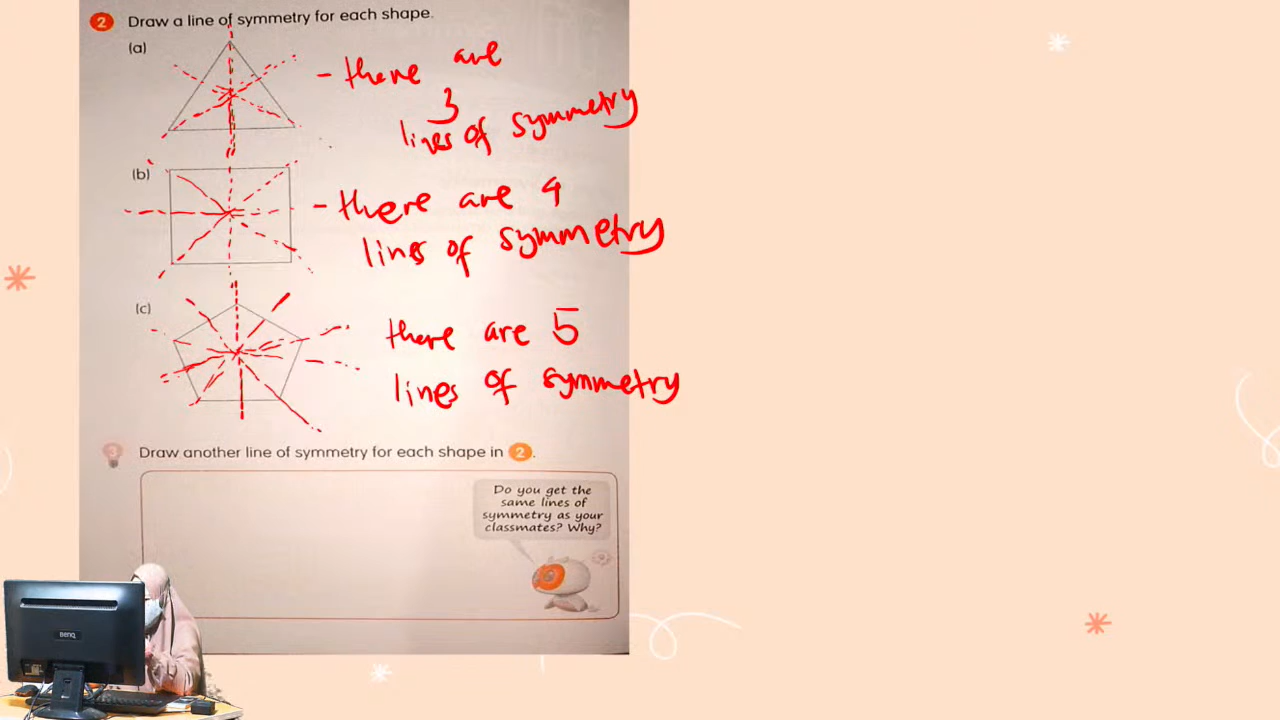 2 Draw a line of symmetry for each shape.
(a)
- there are
3
lines of symmetry
(b)
- there are 4
lines of symmetry
(c)
there are 5
lines of symmetry
3 Draw another line of symmetry for each shape in 2.
Do you get the
same lines of
symmetry as your
classmates? Why?
BenQ